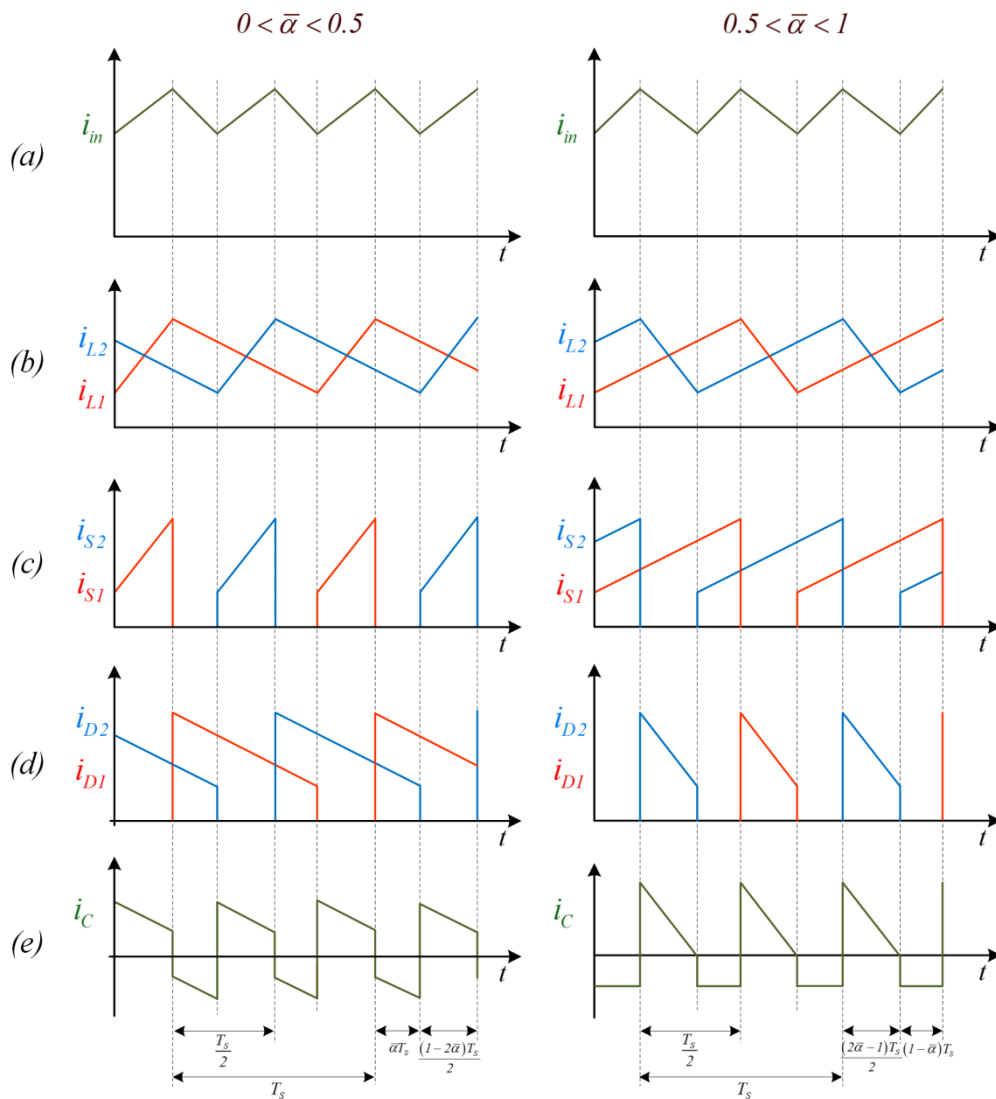 0 < ᾱ < 0.5
0.5 < ᾱ < 1
(a)
i_in
t
i_in
t
(b)
i_L2
i_L1
t
i_L2
i_L1
t
(c)
i_S2
i_S1
t
i_S2
i_S1
t
(d)
i_D2
i_D1
t
i_D2
i_D1
t
(e)
i_C
t
i_C
t
T_s/2
ᾱT_s
(1-2ᾱ)T_s/2
T_s
T_s/2
(2ᾱ-1)T_s/2
(1-ᾱ)T_s
T_s